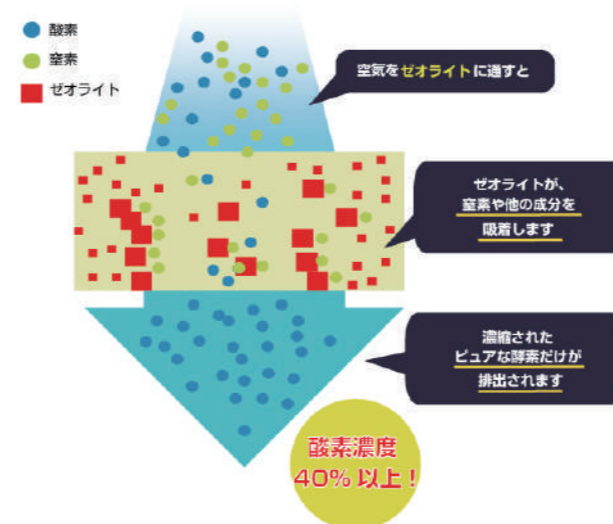 酸素
窒素
ゼオライト
空気をゼオライトに通すと
ゼオライトが、
窒素や他の成分を
吸着します
濃縮された
ピュアな酵素だけが
排出されます
酸素濃度
40%以上！